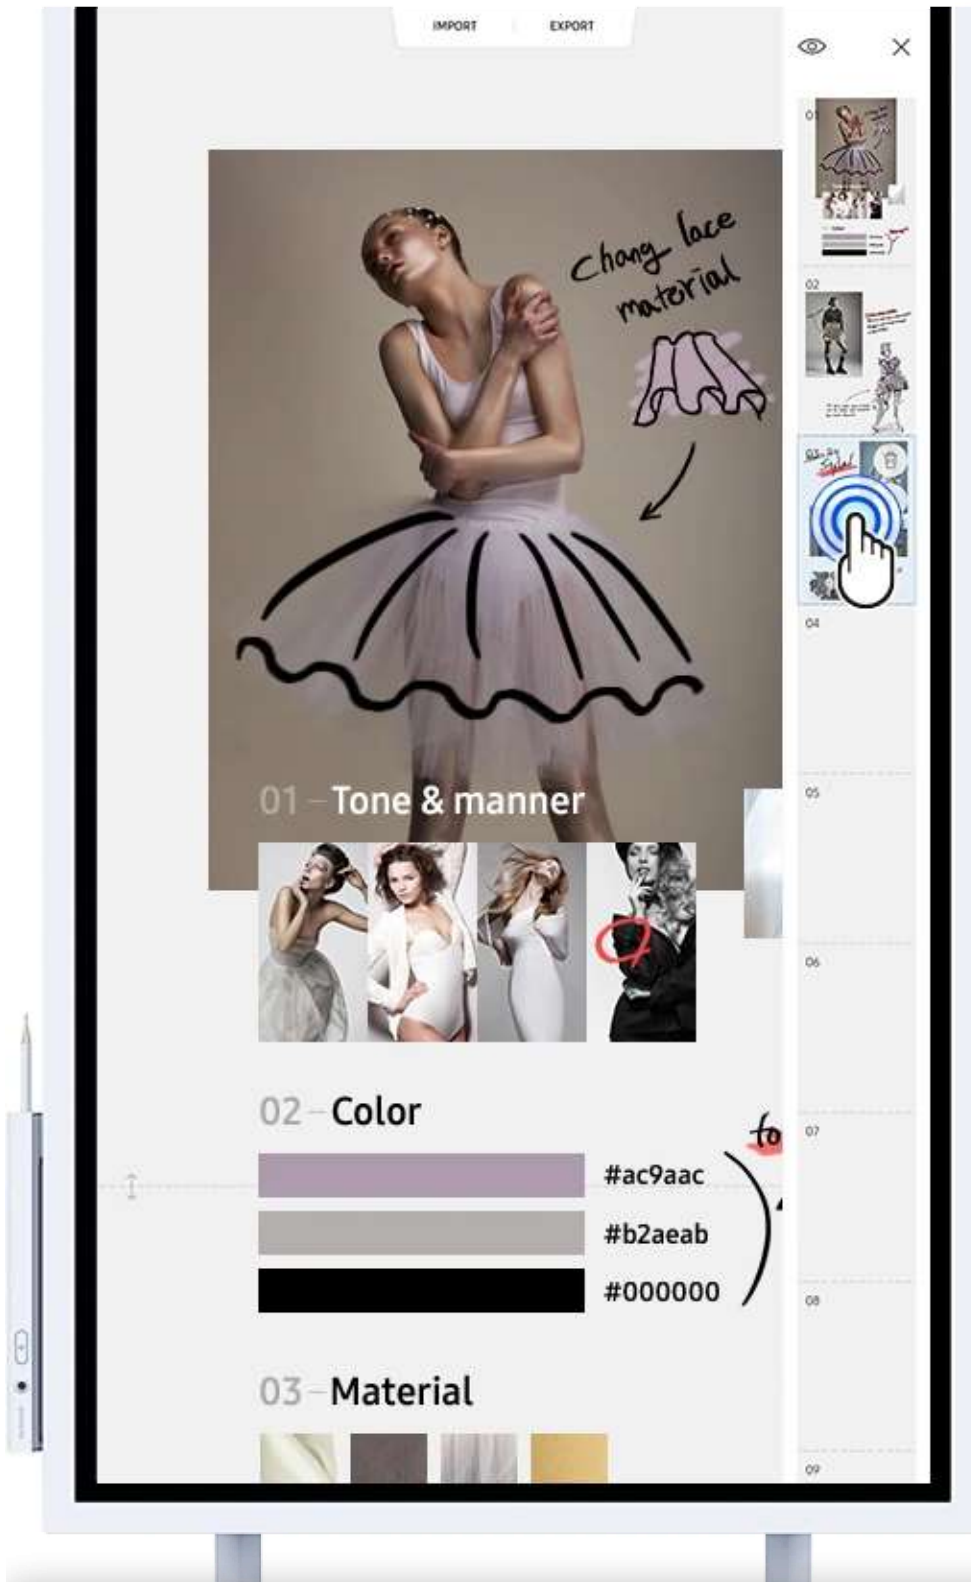 IMPORT
EXPORT
Chang lace
material
01 – Tone & manner
02 – Color
#ac9aac
#b2aeab
#000000
03 – Material
01
02
04
05
06
07
08
09